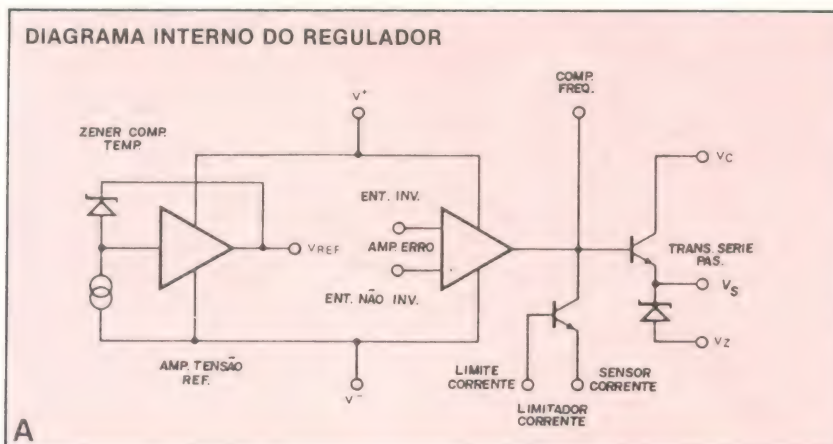 DIAGRAMA INTERNO DO REGULADOR
COMP.
FREQ.
V+
ZENER COMP.
TEMP.
VC
ENT. INV.
VREF
AMP. ERRO
TRANS. SERIE
PAS.
VS
ENT. NÃO INV.
VZ
AMP. TENSÃO
REF.
V-
LIMITE
CORRENTE
SENSOR
CORRENTE
LIMITADOR
CORRENTE
A